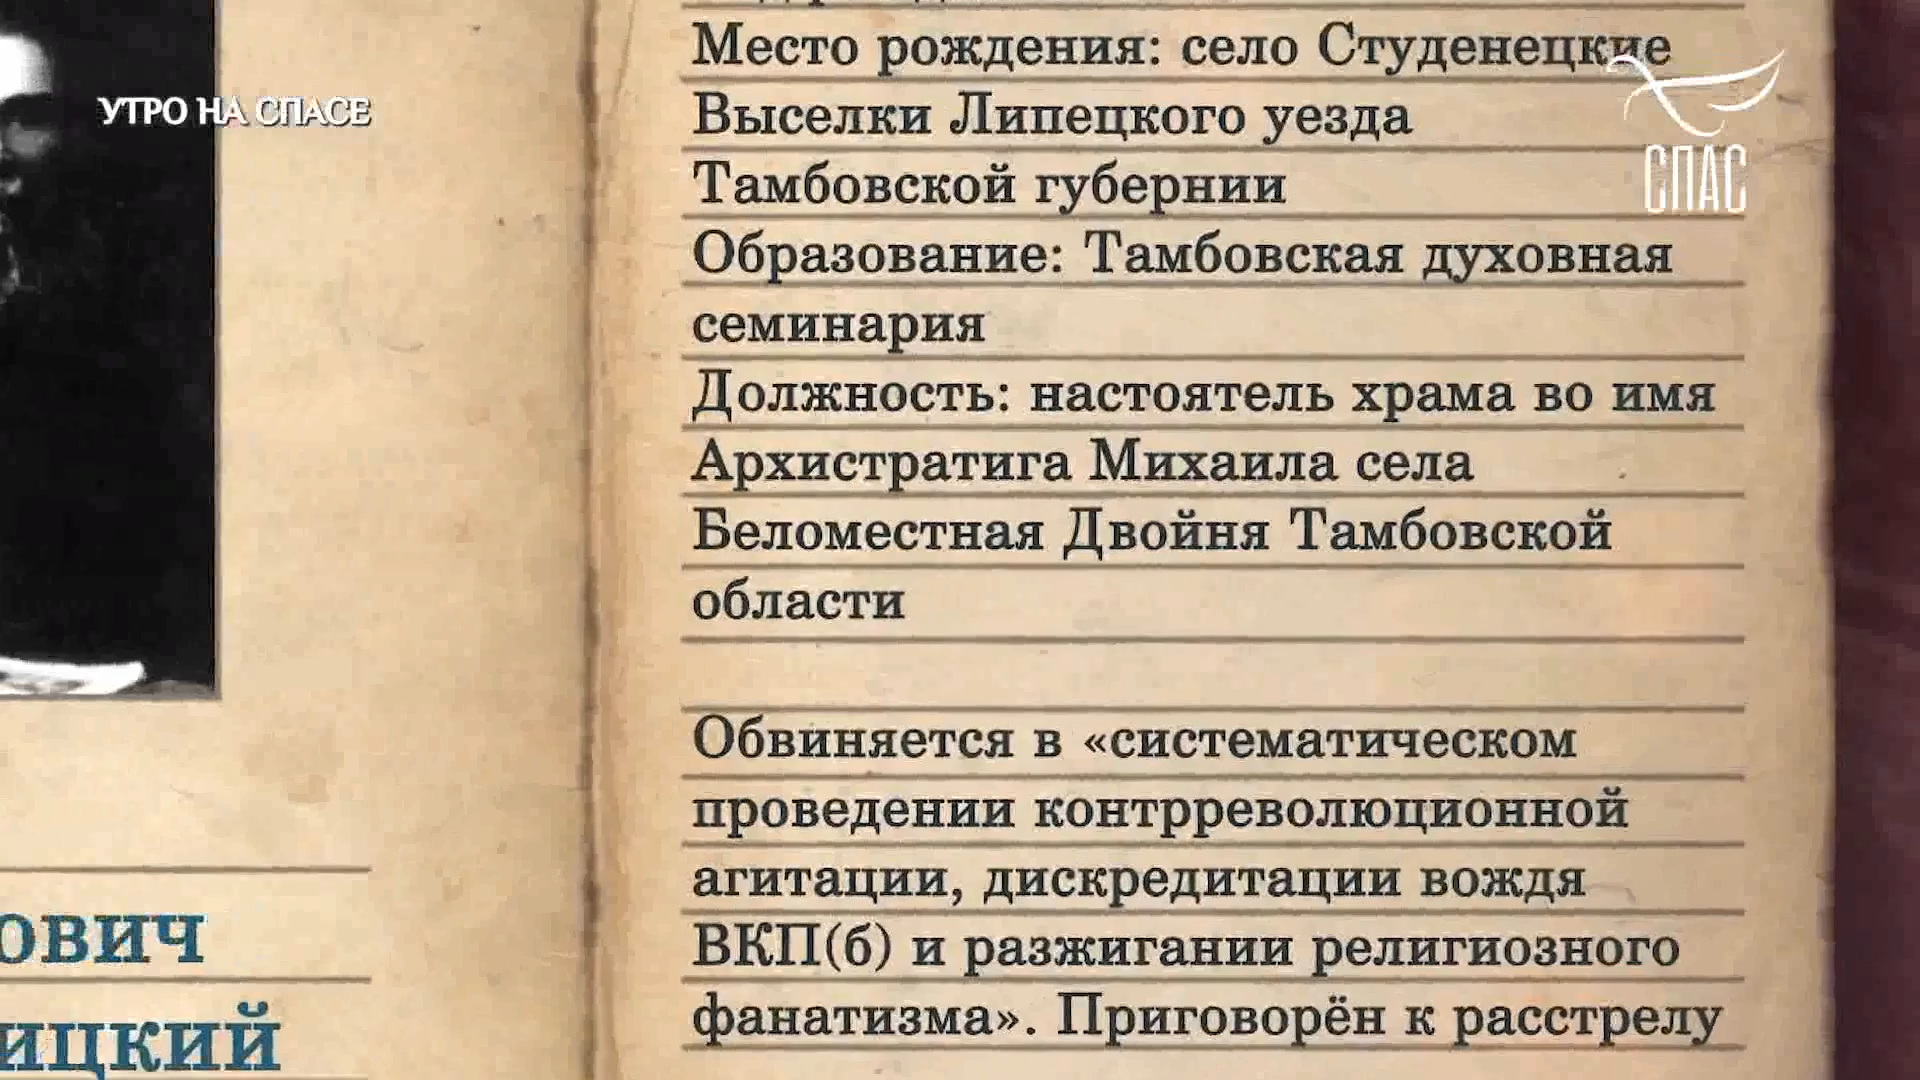 УТРО НА СПАСЕ
СПАС
Место рождения: село Студенецкие
Выселки Липецкого уезда
Тамбовской губернии
Образование: Тамбовская духовная
семинария
Должность: настоятель храма во имя
Архистратига Михаила села
Беломестная Двойня Тамбовской
области
Обвиняется в «систематическом
проведении контрреволюционной
агитации, дискредитации вождя
ВКП(б) и разжигании религиозного
фанатизма». Приговорён к расстрелу
ович
ицкий